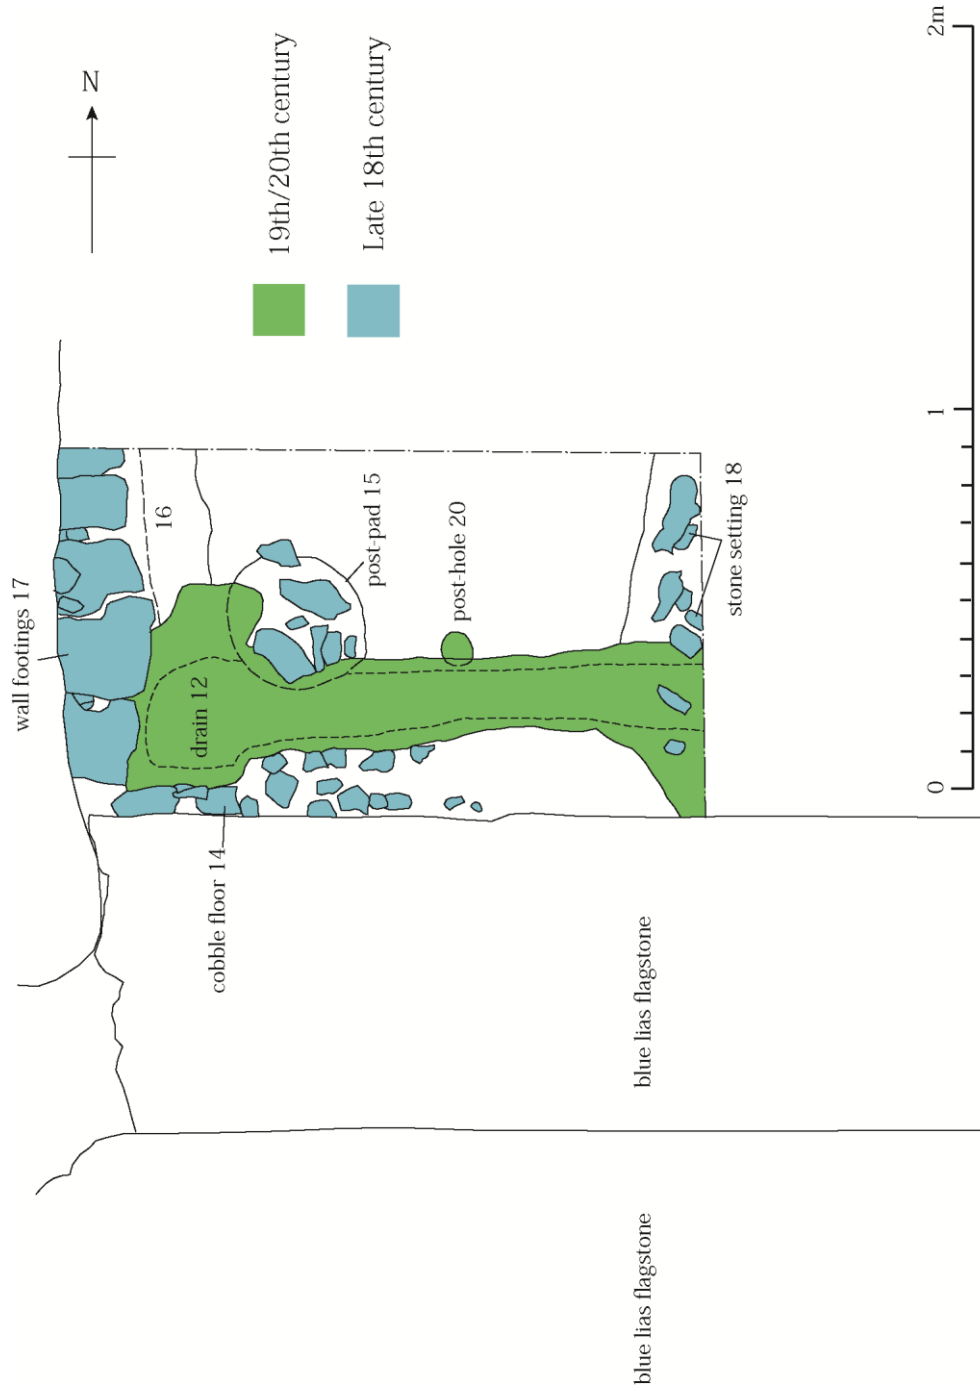 N
19th/20th century
Late 18th century
wall footings 17
16
drain 12
post-pad 15
post-hole 20
cobble floor 14
stone setting 18
blue lias flagstone
blue lias flagstone
0
1
2m